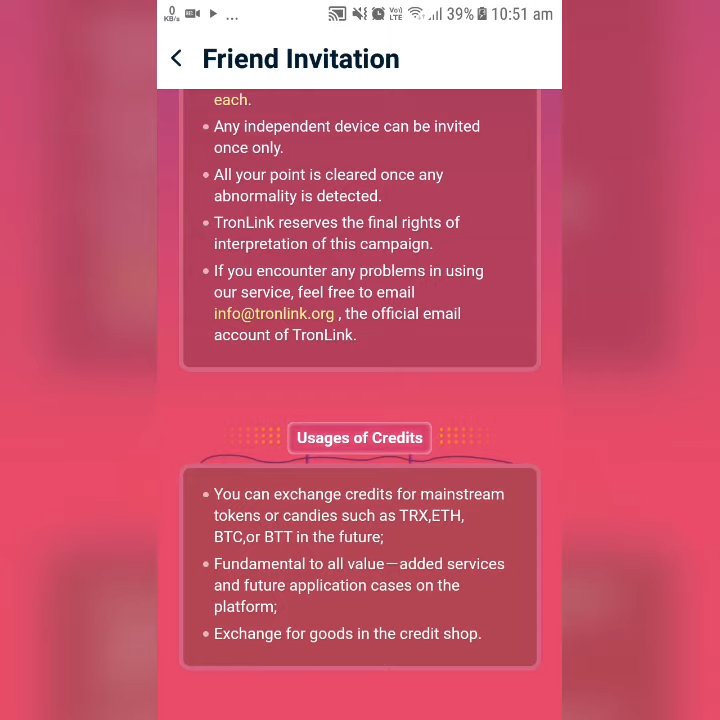 0
KB/s
...
Vo)
LTE
39%
10:51 am
Friend Invitation
each.
Any independent device can be invited
once only.
All your point is cleared once any
abnormality is detected.
TronLink reserves the final rights of
interpretation of this campaign.
If you encounter any problems in using
our service, feel free to email
info@tronlink.org , the official email
account of TronLink.
Usages of Credits
You can exchange credits for mainstream
tokens or candies such as TRX,ETH,
BTC,or BTT in the future;
Fundamental to all value—added services
and future application cases on the
platform;
Exchange for goods in the credit shop.